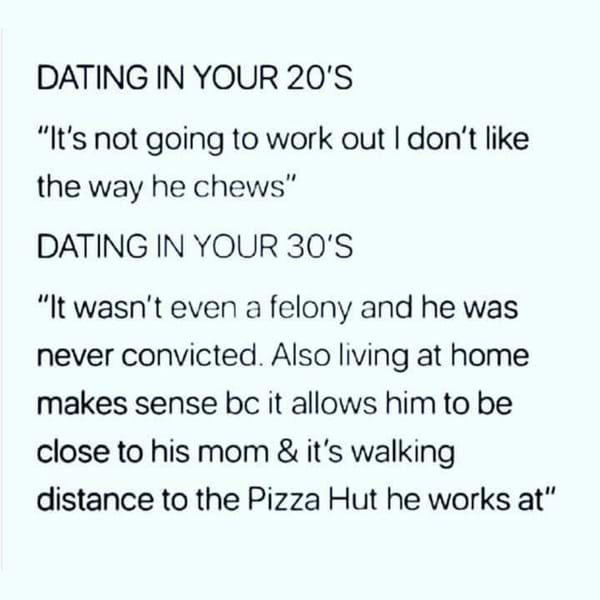 DATING IN YOUR 20'S
"It's not going to work out I don't like
the way he chews"
DATING IN YOUR 30'S
"It wasn't even a felony and he was
never convicted. Also living at home
makes sense bc it allows him to be
close to his mom & it's walking
distance to the Pizza Hut he works at"